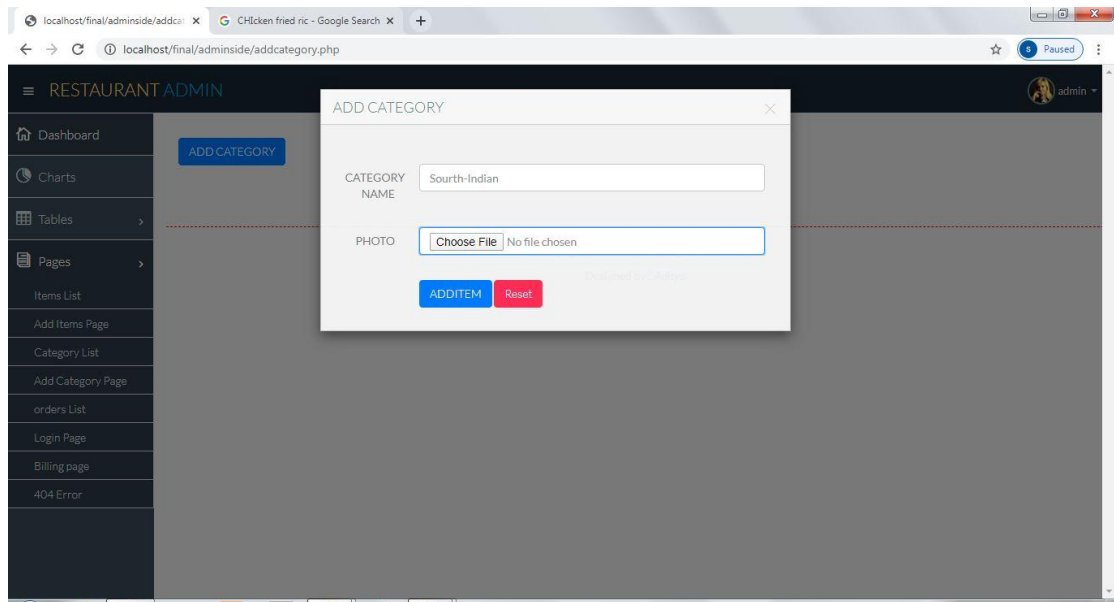 localhost/final/adminside/addcat
CHIcken fried ric - Google Search
localhost/final/adminside/addcategory.php
s Paused
RESTAURANT ADMIN
admin
ADD CATEGORY
Dashboard
ADD CATEGORY
Charts
CATEGORY NAME
Sourth-Indian
Tables
PHOTO
Choose File No file chosen
Pages
ADDITEM Reset
Items List
Add Items Page
Category List
Add Category Page
orders List
Login Page
Billing page
404 Error